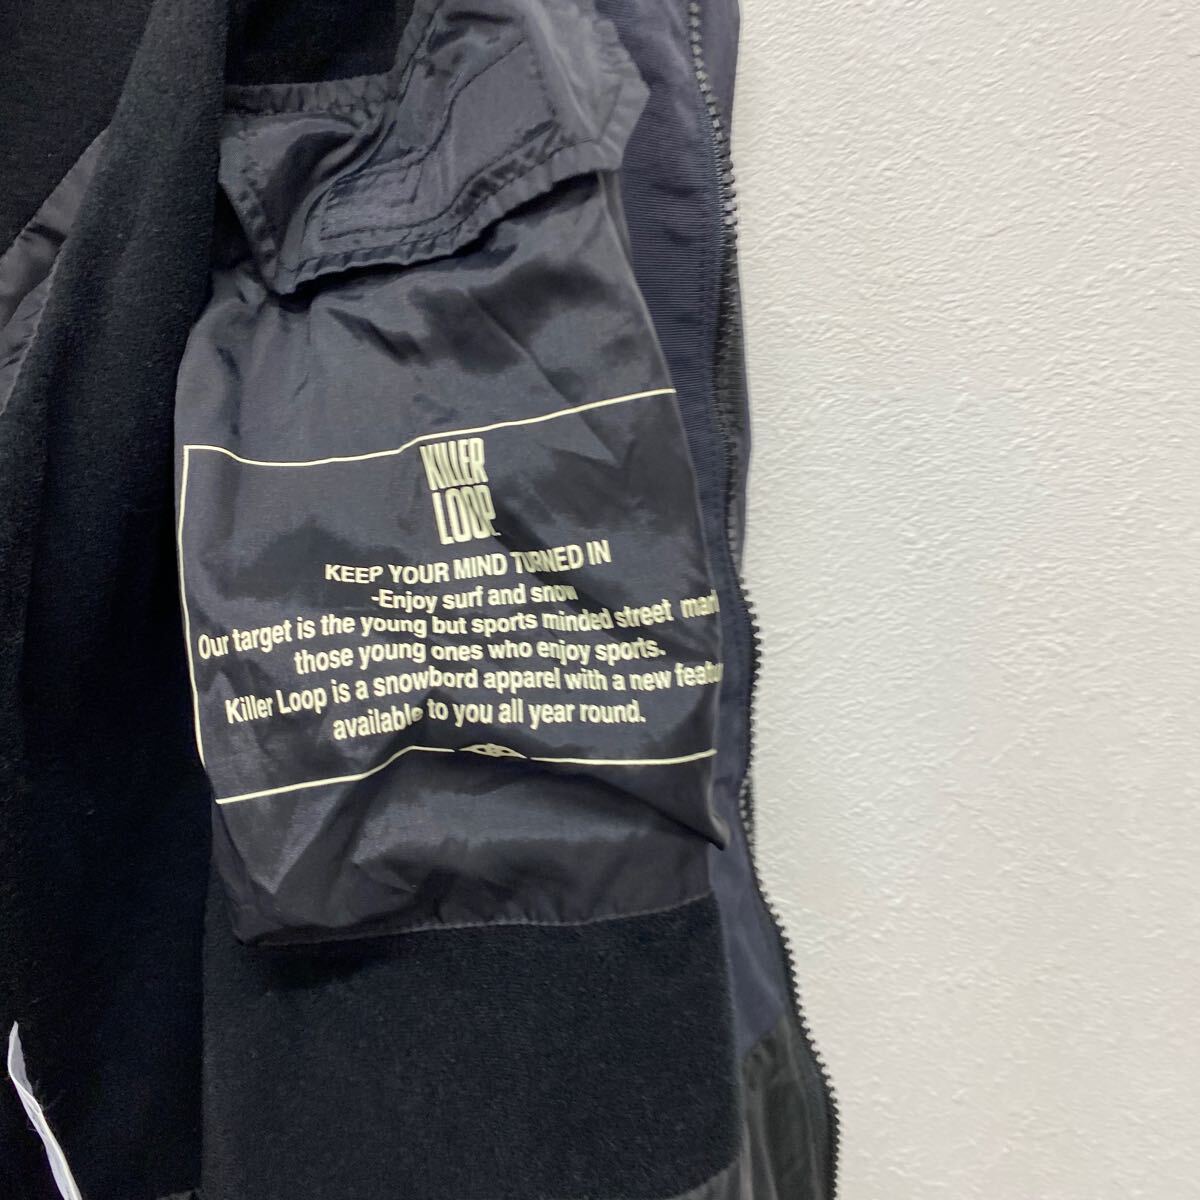 KILLER
LOOP
KEEP YOUR MIND TURNED IN
-Enjoy surf and snow
Our target is the young but sports minded street
those young ones who enjoy sports.
Killer Loop is a snowbord apparel with a new
available to you all year round.